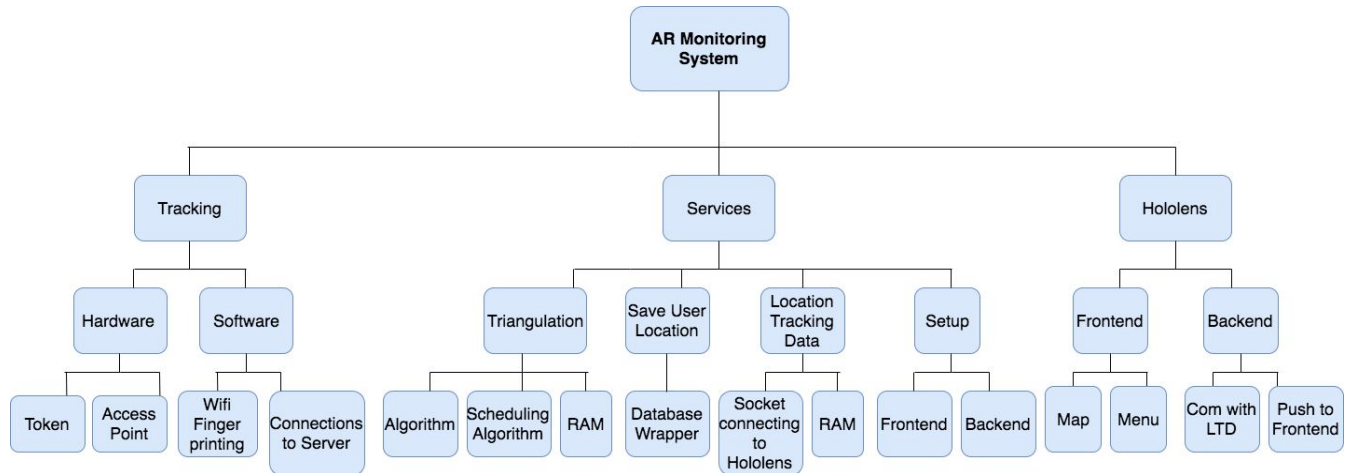 AR Monitoring
System
Tracking
Services
Hololens
Hardware
Software
Triangulation
Save User
Location
Location
Tracking
Data
Setup
Frontend
Backend
Token
Access
Point
Wifi
Finger
printing
Connections
to Server
Algorithm
Scheduling
Algorithm
RAM
Database
Wrapper
Socket
connecting
to
Hololens
RAM
Frontend
Backend
Map
Menu
Com with
LTD
Push to
Frontend